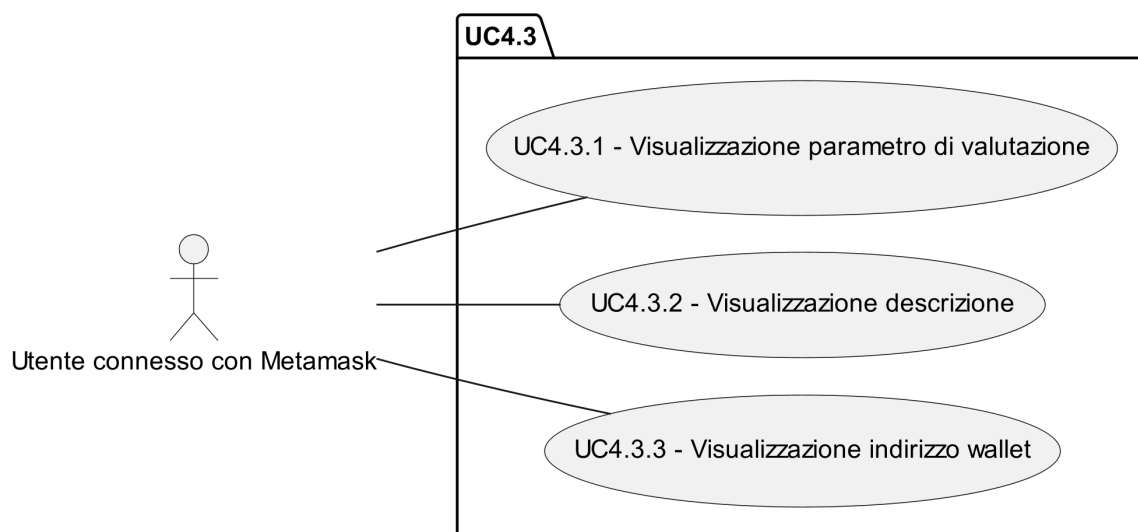 UC4.3
UC4.3.1 - Visualizzazione parametro di valutazione
UC4.3.2 - Visualizzazione descrizione
Utente connesso con Metamask
UC4.3.3 - Visualizzazione indirizzo wallet